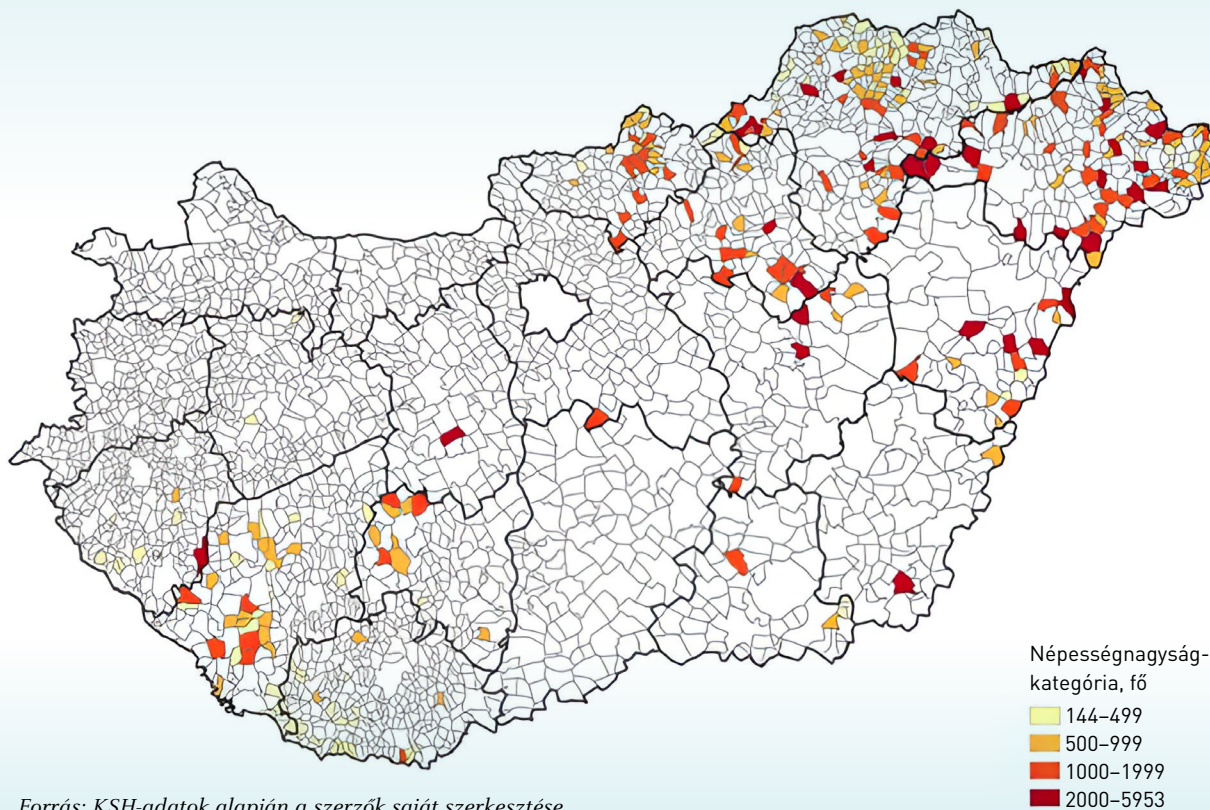 Népességnagyság-
kategória, fő
144–499
500–999
1000–1999
2000–5953
Forrás: KSH-adatok alapján a szerzők saját szerkesztése